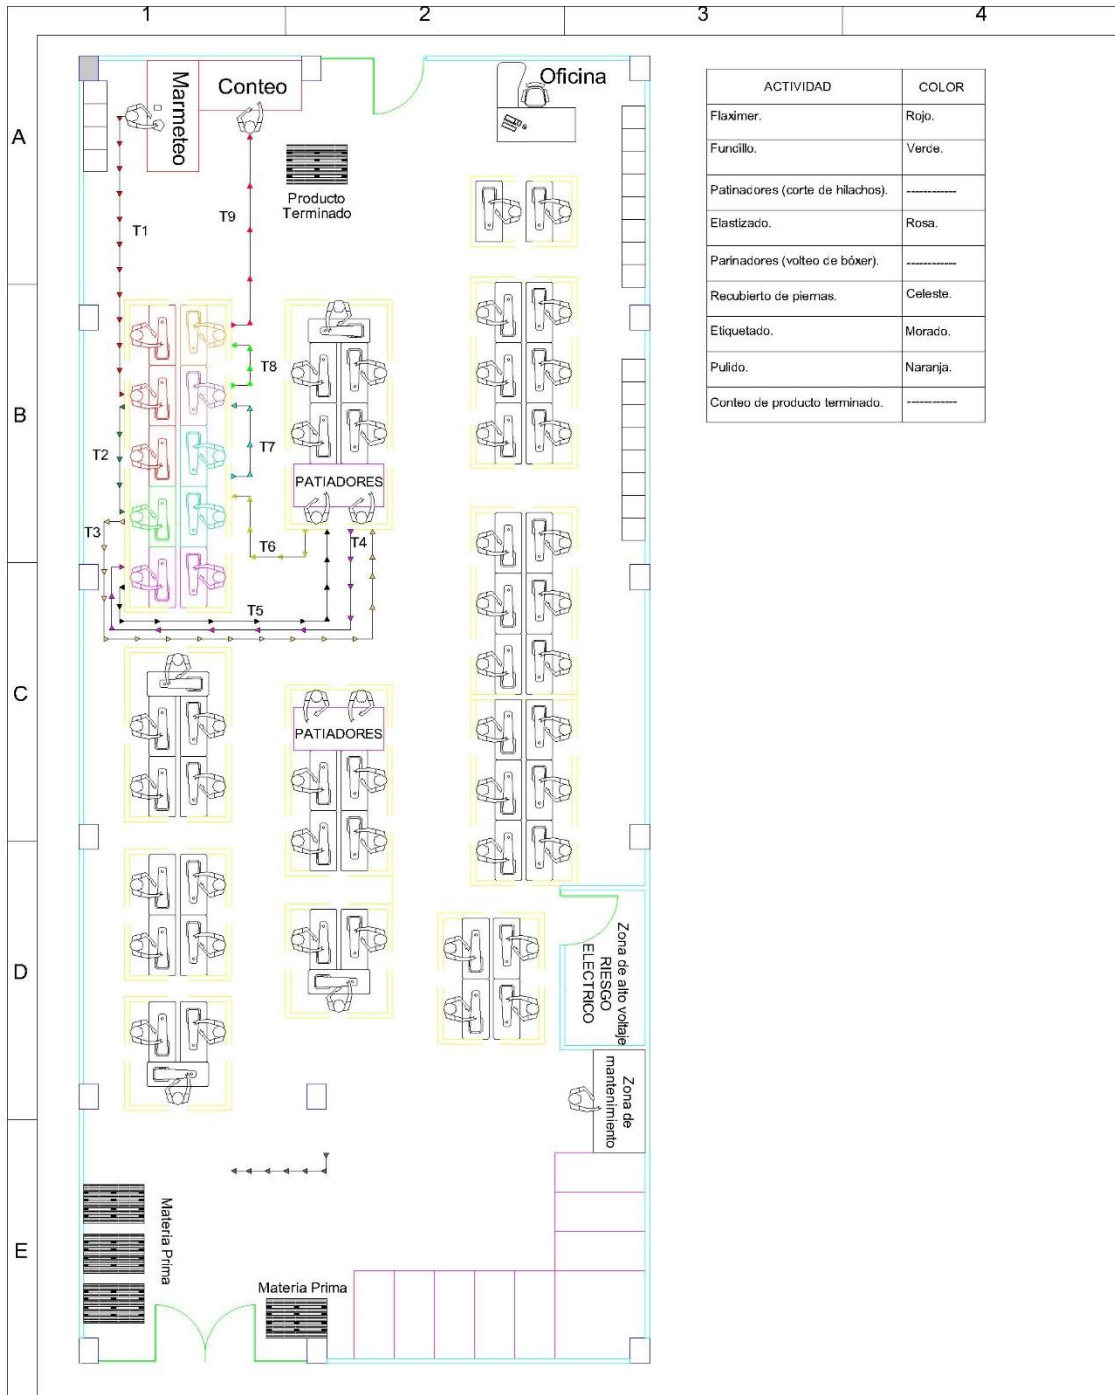 1 2 3 4
A
B
C
D
E
Marmeteo
Conteo
Oficina
Producto
Terminado
T1
T9
T8
T2
T7
T3
T6
T4
T5
PATIADORES
PATIADORES
Zona de alto voltaje
RIESGO
ELECTRICO
Zona de
mantenimiento
Materia Prima
Materia Prima
ACTIVIDAD COLOR
Flaximer. Rojo.
Fundillo. Verde.
Patinadores (corte de hilachos). ------------
Elastizado. Rosa.
Parinadores (volteo de bóxer). ------------
Recubierto de piernas. Celeste.
Etiquetado. Morado.
Pulido. Naranja.
Conteo de producto terminado. ------------